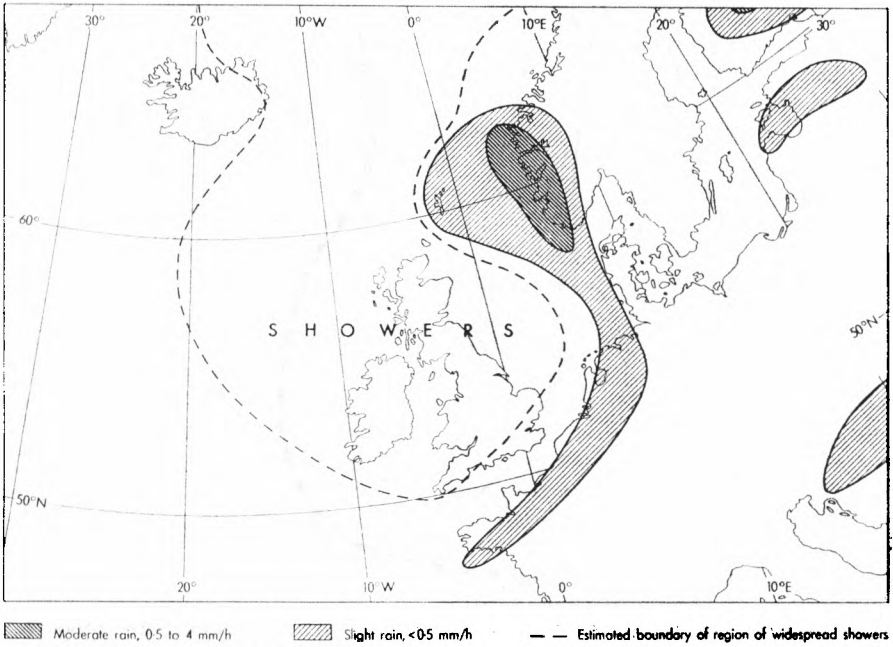 30° 20° 10°W 0° 10°E 20° 30°
60°
SHOWERS
50°N
50°N
20° 10°W 0° 10°E
Moderate rain, 0·5 to 4 mm/h Slight rain, <0·5 mm/h — — Estimated boundary of region of widespread showers